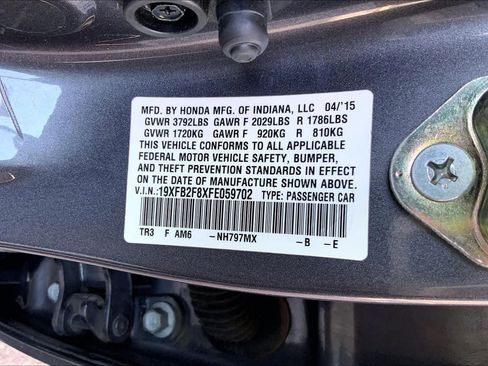 MFD. BY HONDA MFG. OF INDIANA, LLC 04/'15
GVWR 3792LBS GAWR F 2029LBS R 1786LBS
GVWR 1720KG GAWR F 920KG R 810KG
THIS VEHICLE CONFORMS TO ALL APPLICABLE
FEDERAL MOTOR VEHICLE SAFETY, BUMPER,
AND THEFT PREVENTION STANDARDS IN EFFECT
ON THE DATE OF MANUFACTURE SHOWN ABOVE.
V.I.N.: 19XFB2F8XFE059702 TYPE: PASSENGER CAR
TR3 F AM6 -NH797MX -B -E